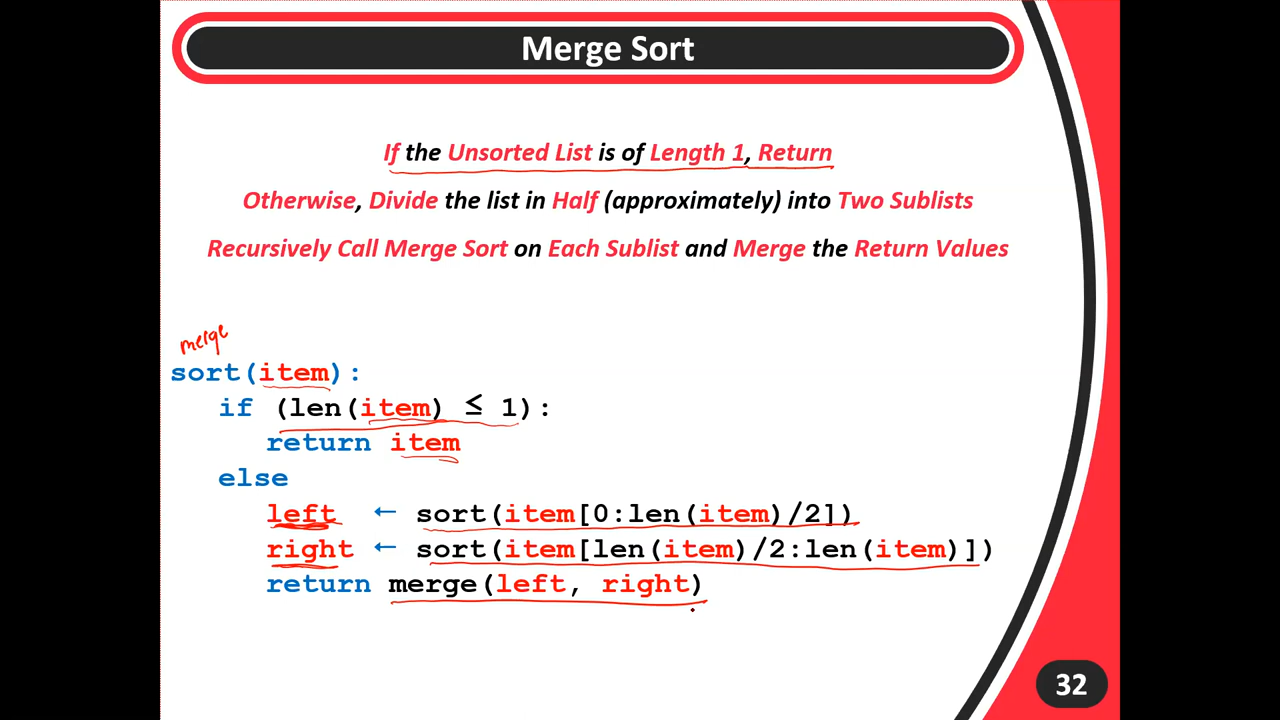 Merge Sort
If the Unsorted List is of Length 1, Return
Otherwise, Divide the list in Half (approximately) into Two Sublists
Recursively Call Merge Sort on Each Sublist and Merge the Return Values
merge
sort(item):
if (len(item) ≤ 1):
return item
else
left ← sort(item[0:len(item)/2])
right ← sort(item[len(item)/2:len(item)])
return merge(left, right)
32